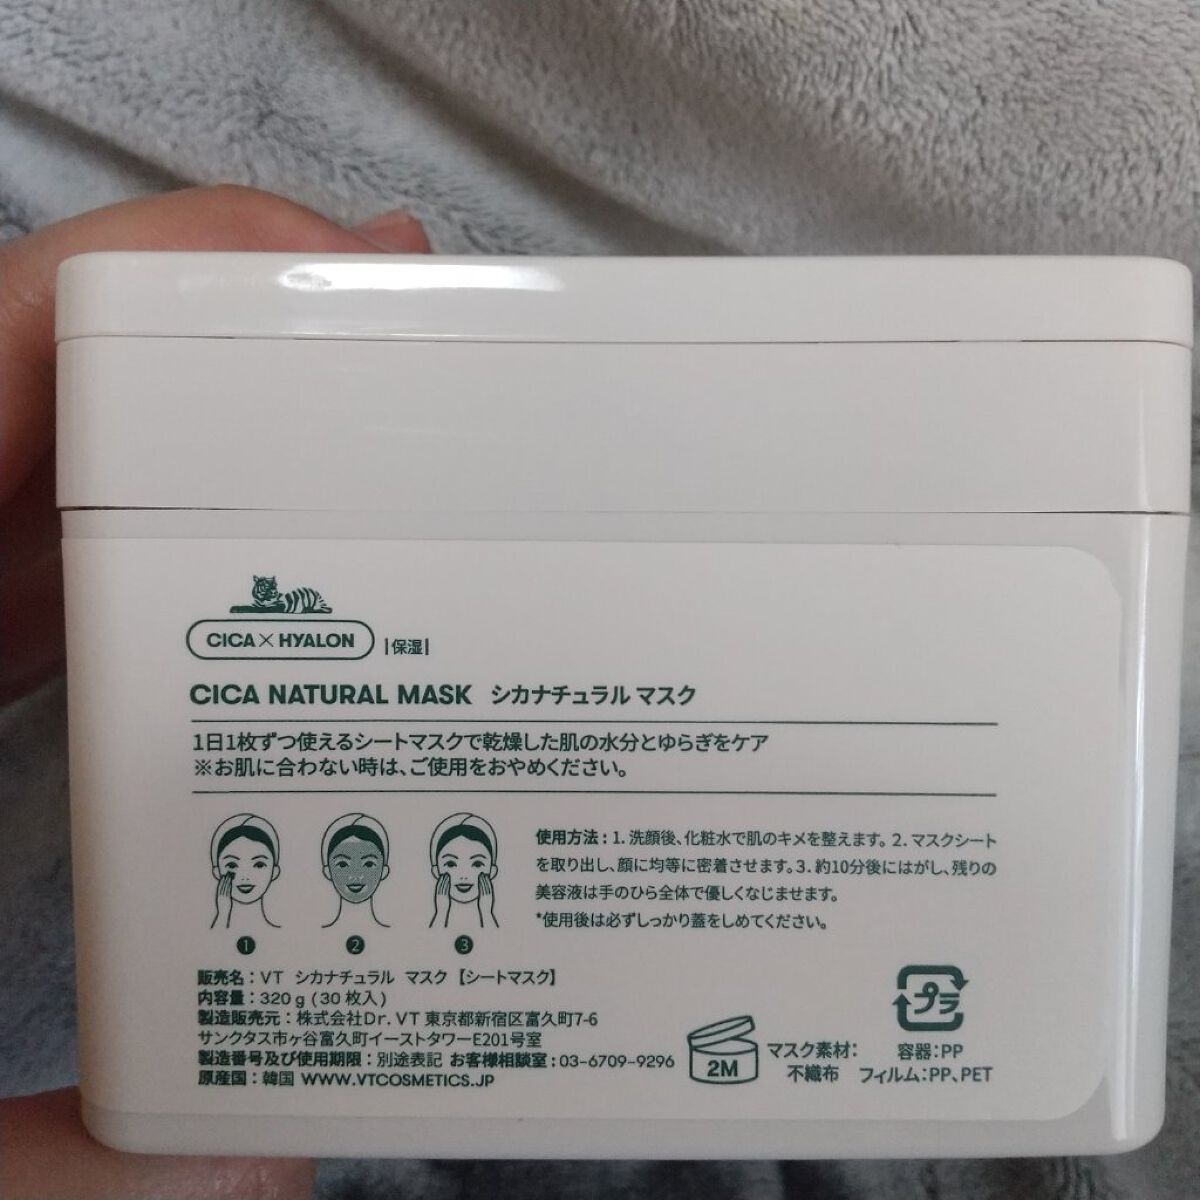 CICA×HYALON |保湿|
CICA NATURAL MASK シカナチュラル マスク
1日1枚ずつ使えるシートマスクで乾燥した肌の水分とゆらぎをケア
※お肌に合わない時は、ご使用をおやめください。
使用方法：1. 洗顔後、化粧水で肌のキメを整えます。2. マスクシート
を取り出し、顔に均等に密着させます。3. 約10分後にはがし、残りの
美容液は手のひら全体で優しくなじませます。
*使用後は必ずしっかり蓋をしめてください。
1 2 3
販売名：VT シカナチュラル マスク【シートマスク】
内容量：320g (30枚入)
製造販売元：株式会社Dr. VT 東京都新宿区富久町7-6
サンクタス市ヶ谷富久町イーストタワーE201号室
製造番号及び使用期限：別途表記 お客様相談室：03-6709-9296
原産国：韓国 WWW.VTCOSMETICS.JP
2M
マスク素材：
不織布
プラ
容器：PP
フィルム：PP、PET